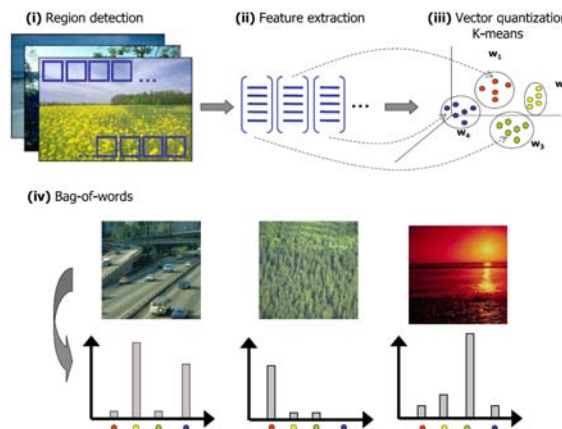 (i) Region detection
(ii) Feature extraction
(iii) Vector quantization
K-means
w1
w
w4
w3
(iv) Bag-of-words